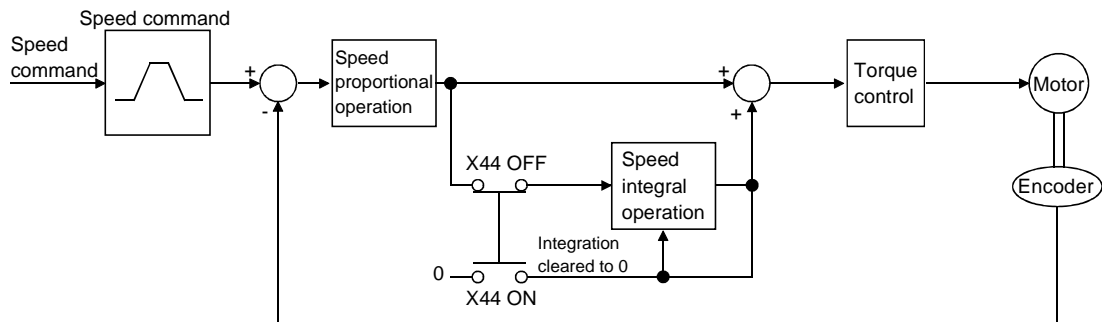 Speed command
Speed
command
+
-
Speed
proportional
operation
+
+
Torque
control
Motor
Encoder
X44 OFF
Speed
integral
operation
Integration
cleared to 0
0
X44 ON